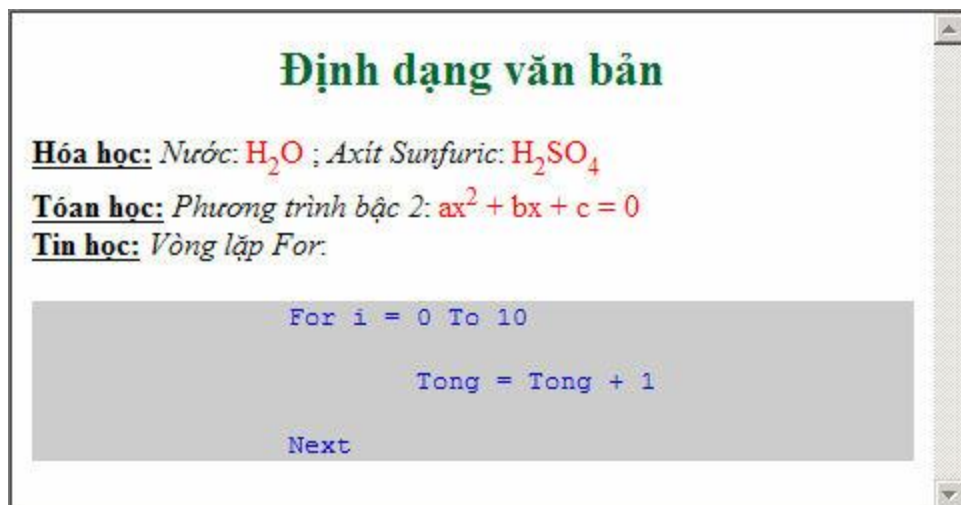 Định dạng văn bản
Hóa học: Nước: H₂O ; Axít Sunfuric: H₂SO₄
Tóan học: Phương trình bậc 2: ax² + bx + c = 0
Tin học: Vòng lặp For:
For i = 0 To 10
Tong = Tong + 1
Next